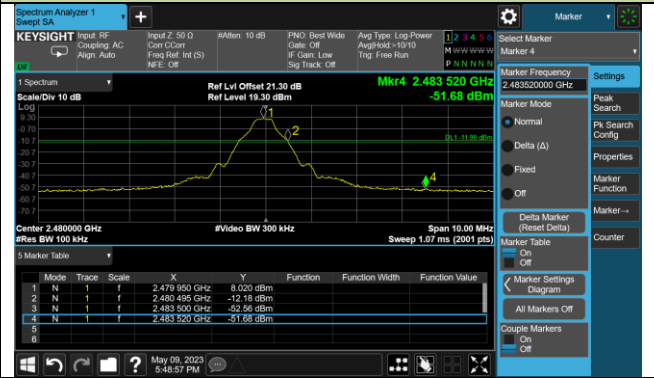 Spectrum Analyzer 1
Swept SA
Marker
KEYSIGHT
Input: RF
Coupling: AC
Align: Auto
Input Z: 50 Ω
Corr CCorr
Freq Ref: Int (S)
NFE: Off
#Atten: 10 dB
PNO: Best Wide
Gate: Off
IF Gain: Low
Sig Track: Off
Avg Type: Log-Power
Avg|Hold:>10/10
Trig: Free Run
1 2 3 4 5 6
M W W W W W
P N N N N N
LXI
Select Marker
Marker 4
1 Spectrum
Scale/Div 10 dB
Ref Lvl Offset 21.30 dB
Ref Level 19.30 dBm
Mkr4 2.483 520 GHz
-51.68 dBm
Log
9.30
-0.70
-10.7
-20.7
-30.7
-40.7
-50.7
-60.7
-70.7
1
2
4
DL1 -11.98 dBm
Center 2.480000 GHz
#Res BW 100 kHz
#Video BW 300 kHz
Span 10.00 MHz
Sweep 1.07 ms (2001 pts)
5 Marker Table
Mode Trace Scale X Y Function Function Width Function Value
1 N 1 f 2.479 950 GHz 8.020 dBm
2 N 1 f 2.480 495 GHz -12.18 dBm
3 N 1 f 2.483 500 GHz -52.56 dBm
4 N 1 f 2.483 520 GHz -51.68 dBm
5
6
Marker Frequency
2.483520000 GHz
Marker Mode
Normal
Delta (Δ)
Fixed
Off
Delta Marker
(Reset Delta)
Marker Table
On
Off
Marker Settings
Diagram
All Markers Off
Couple Markers
On
Off
Settings
Peak
Search
Pk Search
Config
Properties
Marker
Function
Marker→
Counter
May 09, 2023
5:48:57 PM